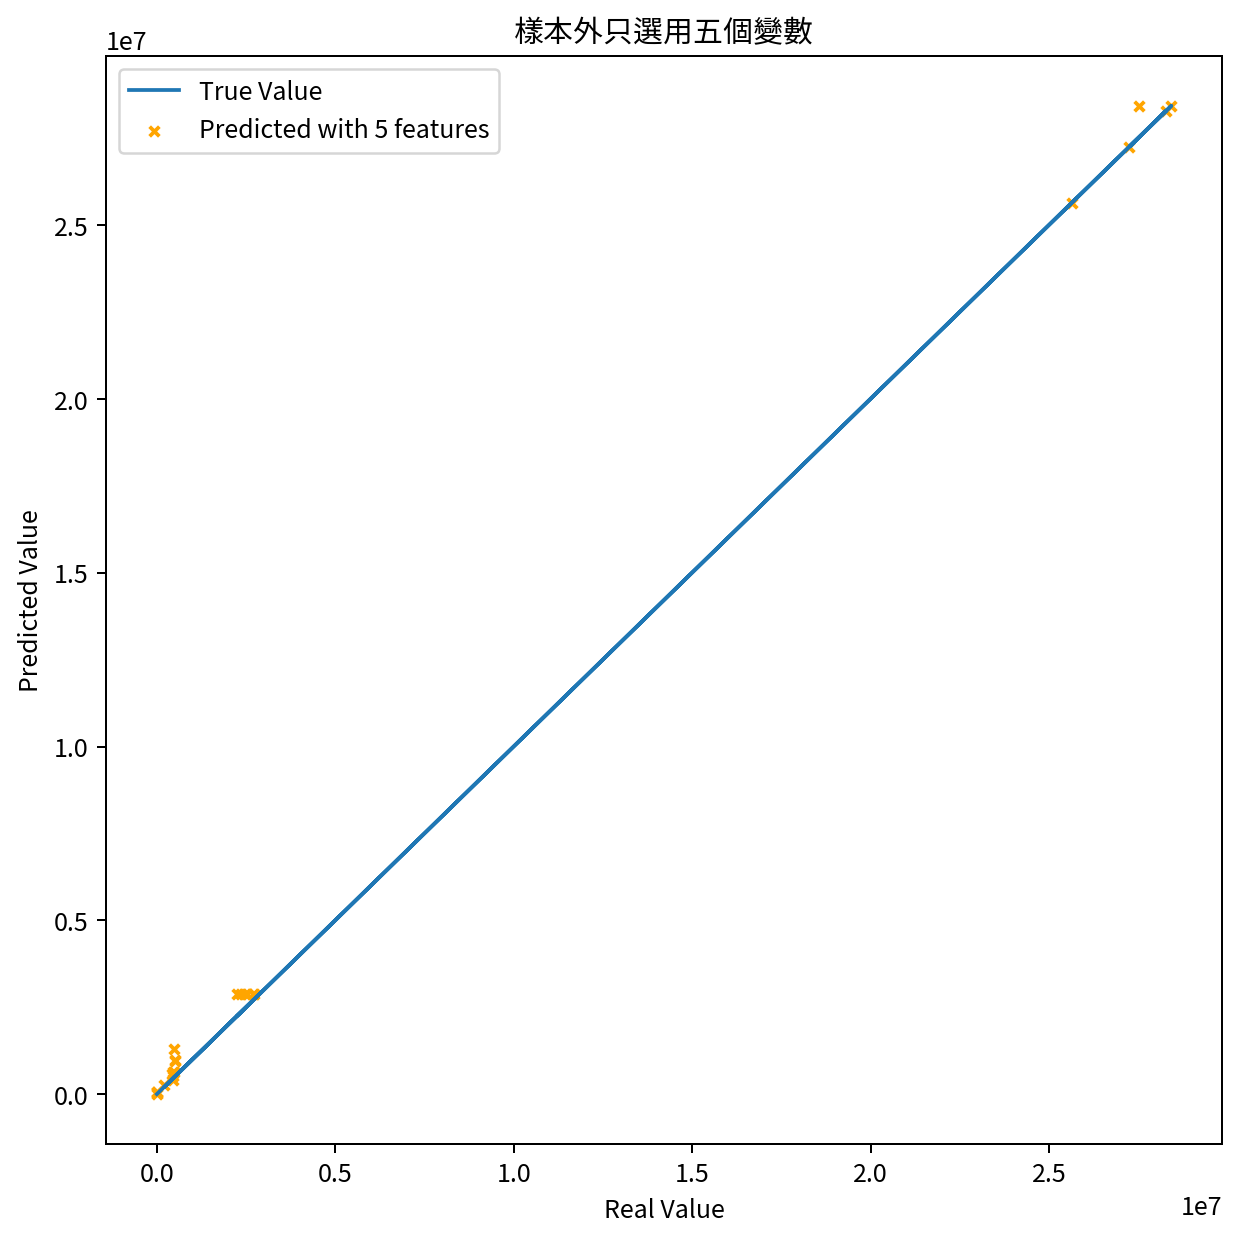 樣本外只選用五個變數
1e7
True Value
Predicted with 5 features
2.5
2.0
1.5
1.0
0.5
0.0
Predicted Value
0.0 0.5 1.0 1.5 2.0 2.5
Real Value
1e7